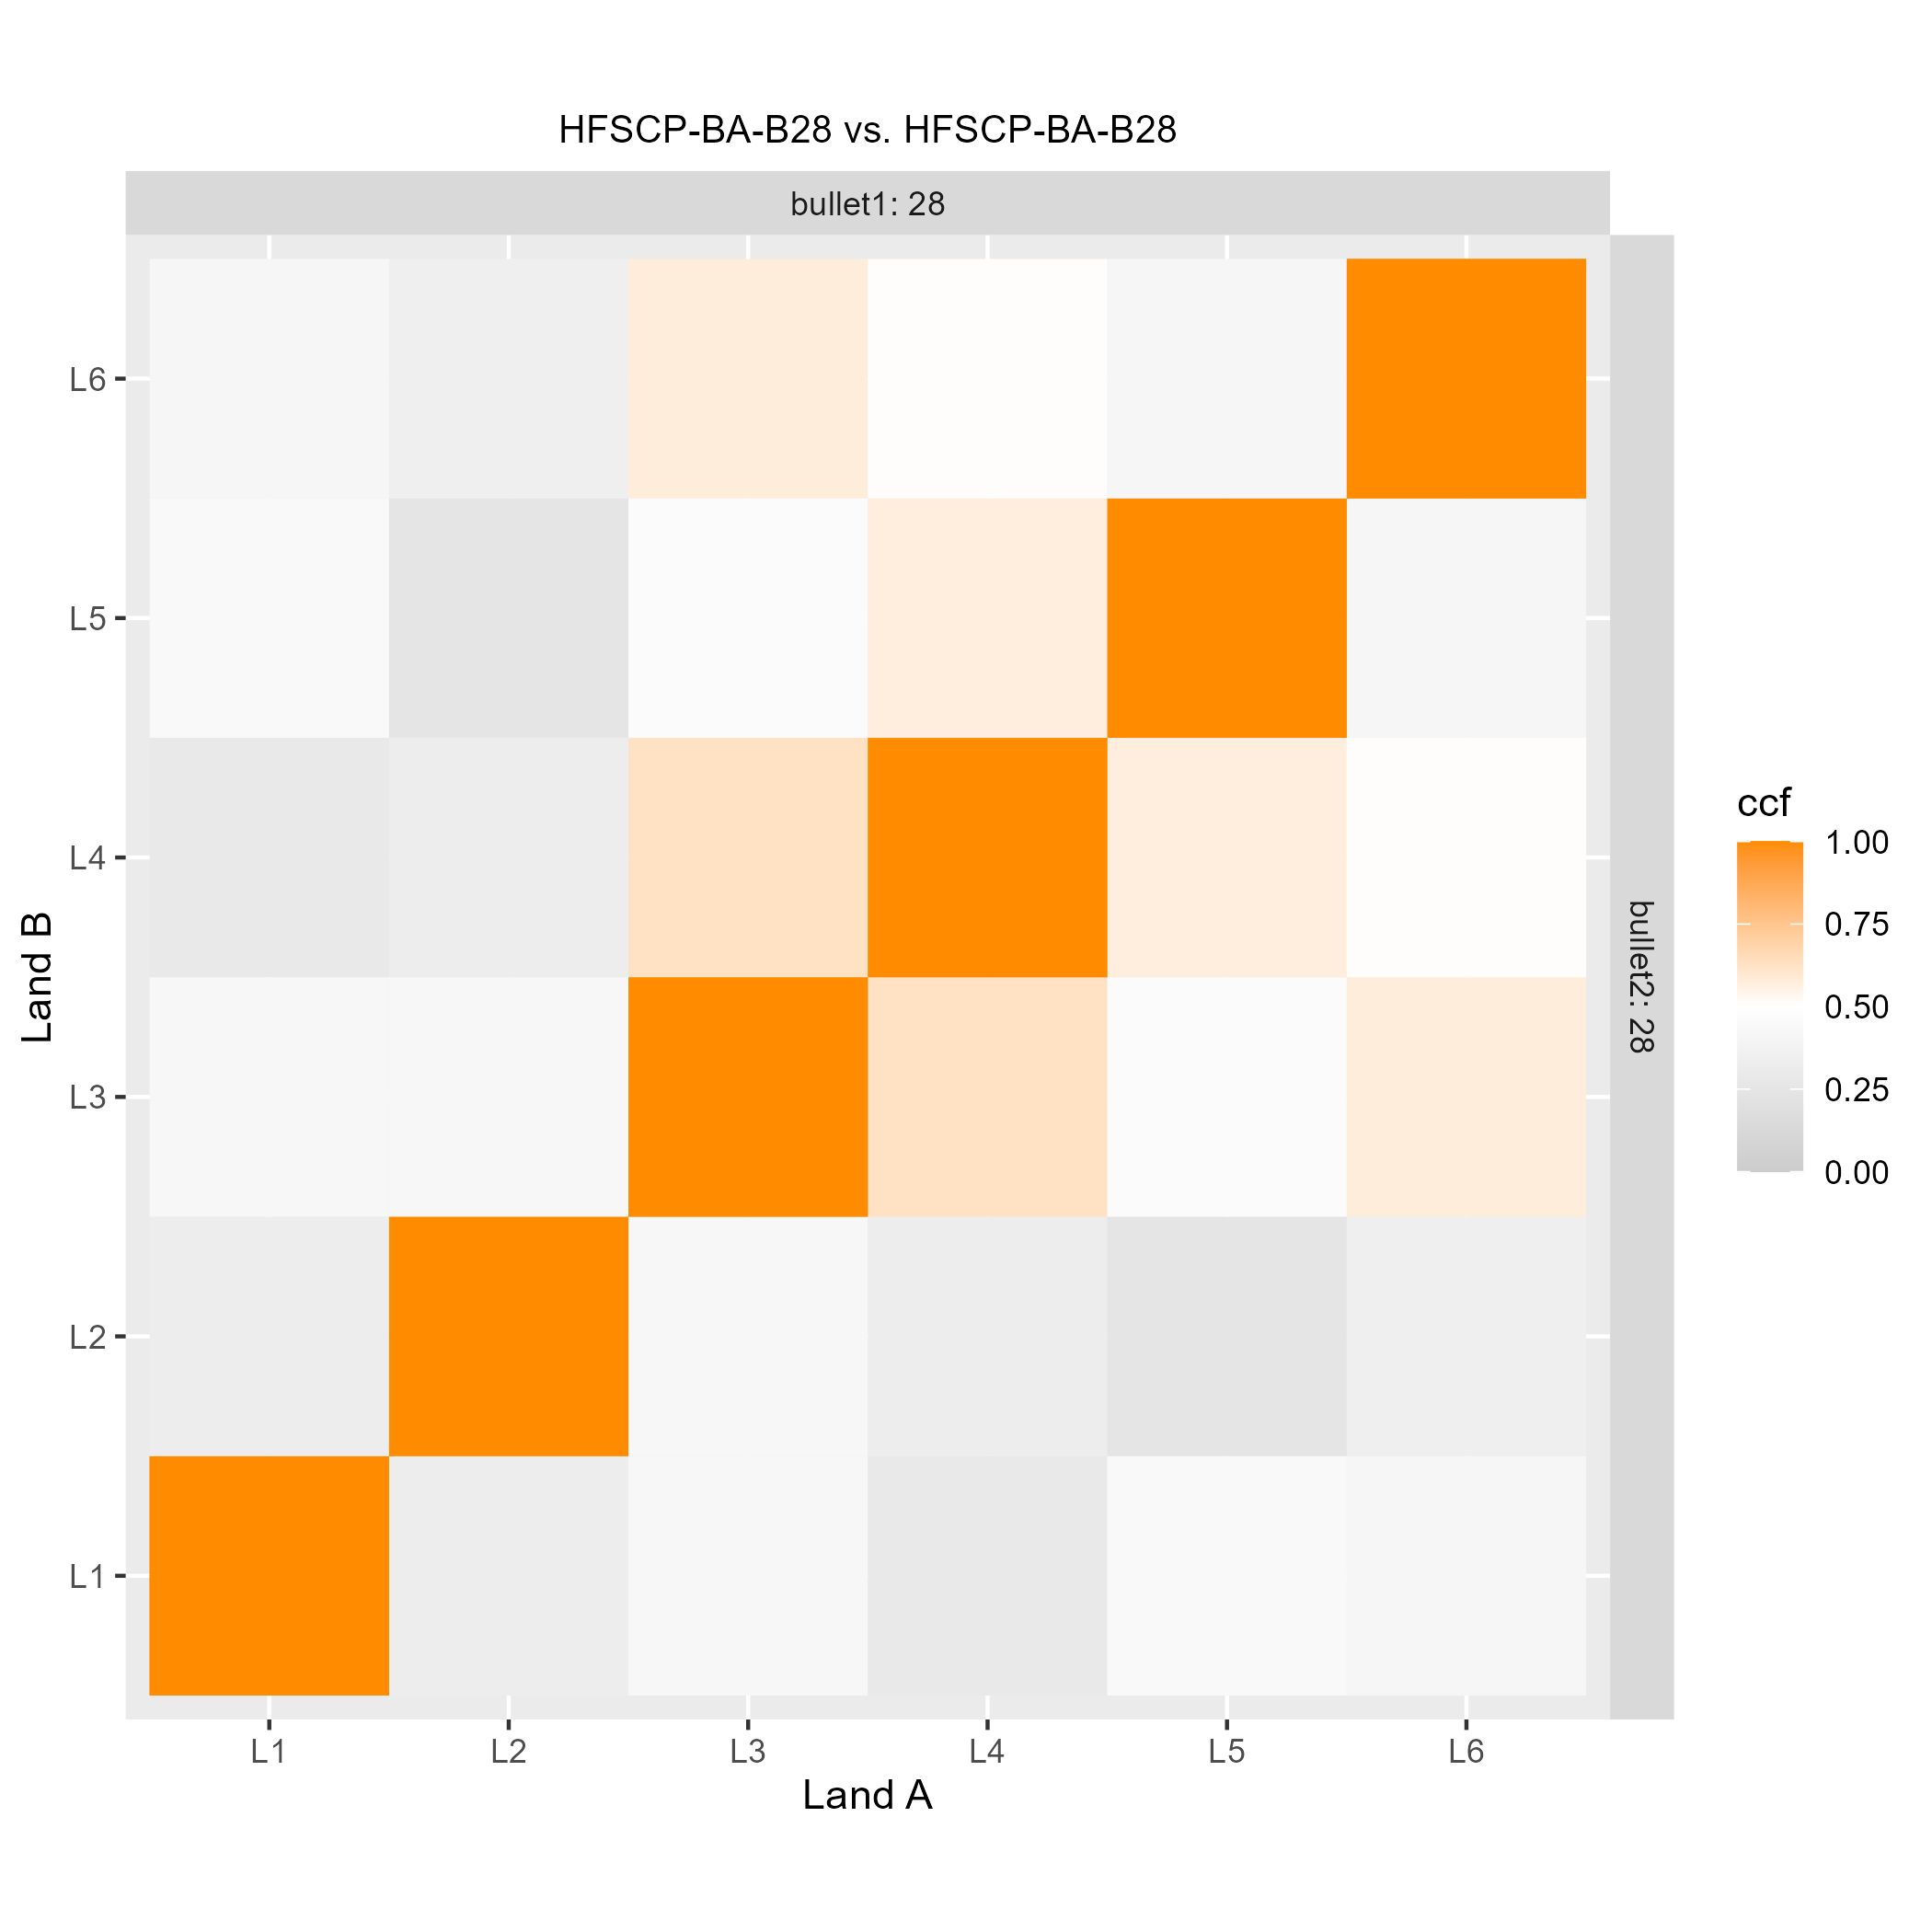 HFSCP-BA-B28 vs. HFSCP-BA-B28
bullet1: 28
L6
L5
L4
L3
L2
L1
Land B
bullet2: 28
ccf
1.00
0.75
0.50
0.25
0.00
L1 L2 L3 L4 L5 L6
Land A